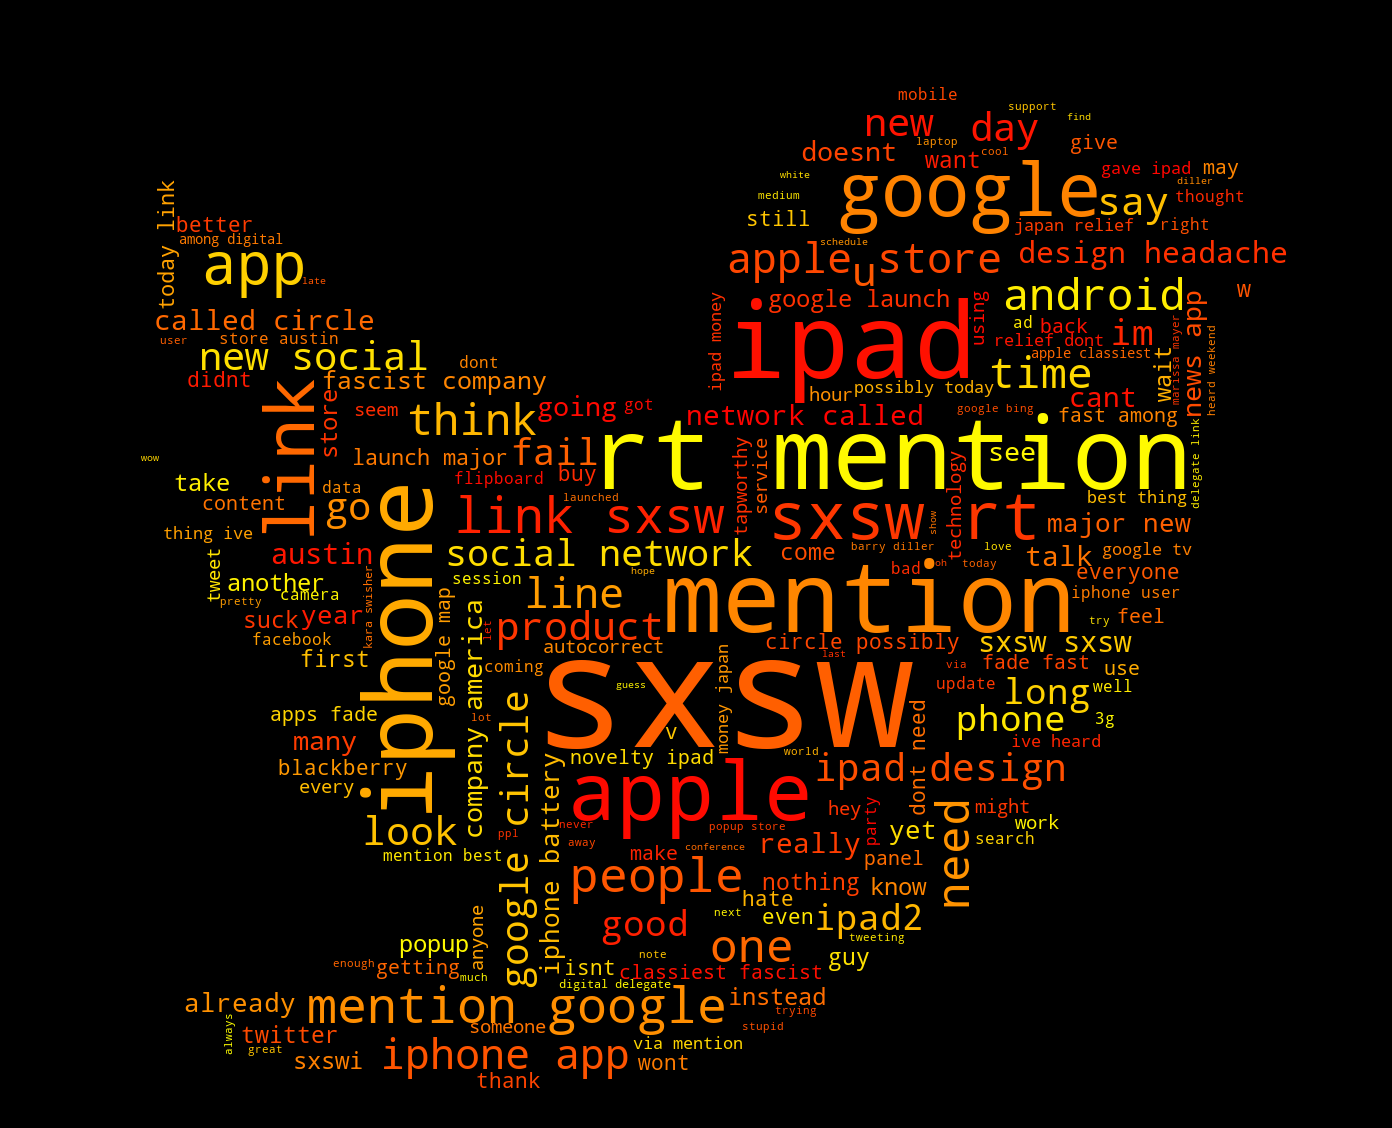 mobile
support
find
new
day
laptop
give
doesnt
want
cool
gave ipad
may
white
google
diller
medium
say
thought
today link
still
better
japan relief
right
among digital
schedule
app
apple
u
store
design headache
late
google launch
android
w
ipad
using
ipad money
news app
called circle
ad
back
im
marissa mayer
heard weekend
user
store austin
relief dont
new social
dont
apple classiest
wait
didnt
fascist company
possibly today
time
hour
cant
link
store
seem
think
going
got
network called
google bing
fast among
rt mention
see
delegate link
wow
launch major
fail
tapworthy
service
technology
take
data
flipboard
buy
content
go
launched
best thing
iphone
link sxsw
sxsw
show
rt
major new
thing ive
austin
social network
come
barry diller
love
talk
google tv
tweet
another
session
hope
bad
oh
today
everyone
camera
kara swisher
google map
line
mention
iphone user
pretty
suck
year
america
let
product
try
feel
facebook
autocorrect
circle possibly
sxsw sxsw
first
coming
sxsw
last
money japan
via
fade fast
use
guess
update
long
well
apps fade
lot
google circle
v
dont need
phone
3g
many
company
novelty ipad
world
ive heard
blackberry
iphone battery
apple
ipad design
every
hey
party
need
might
look
ppl
never
popup store
yet
work
away
make
conference
really
search
mention best
panel
people
nothing
know
hate
anyone
good
next
even
ipad2
popup
one
tweeting
enough
getting
much
isnt
note
guy
classiest fascist
digital delegate
already
mention google
instead
always
twitter
someone
trying
stupid
great
sxswi
iphone app
via mention
wont
thank